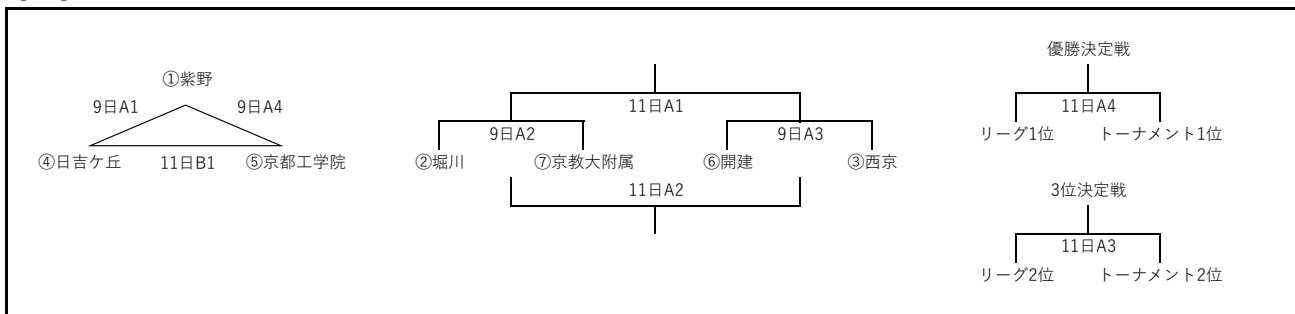 優勝決定戦
①紫野
9日A1 9日A4
11日A1
11日A4
9日A2 9日A3
リーグ1位 トーナメント1位
④日吉ケ丘 11日B1 ⑤京都工学院
②堀川 ⑦京教大附属 ⑥開建 ③西京
11日A2
3位決定戦
11日A3
リーグ2位 トーナメント2位